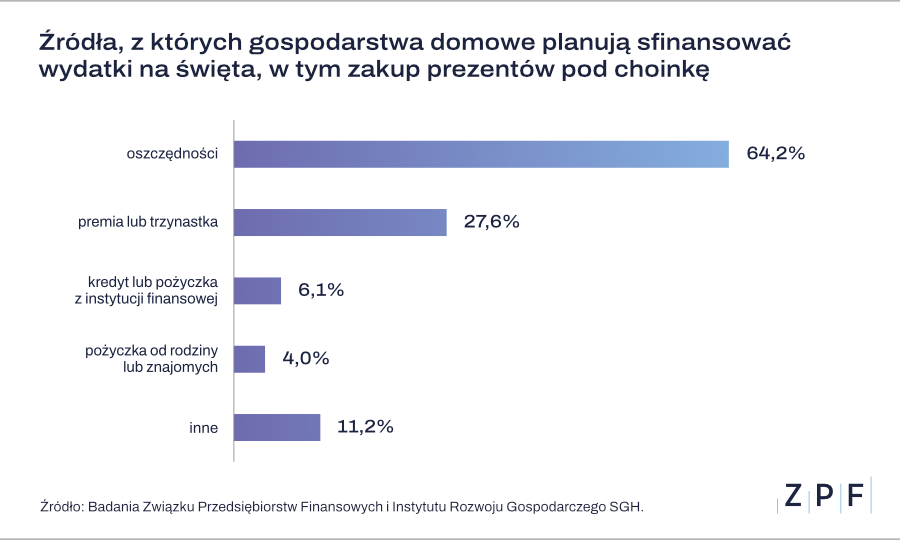 Źródła, z których gospodarstwa domowe planują sfinansować
wydatki na święta, w tym zakup prezentów pod choinkę
oszczędności
64,2%
premia lub trzynastka
27,6%
kredyt lub pożyczka
z instytucji finansowej
6,1%
pożyczka od rodziny
lub znajomych
4,0%
inne
11,2%
Źródło: Badania Związku Przedsiębiorstw Finansowych i Instytutu Rozwoju Gospodarczego SGH.
ZPF